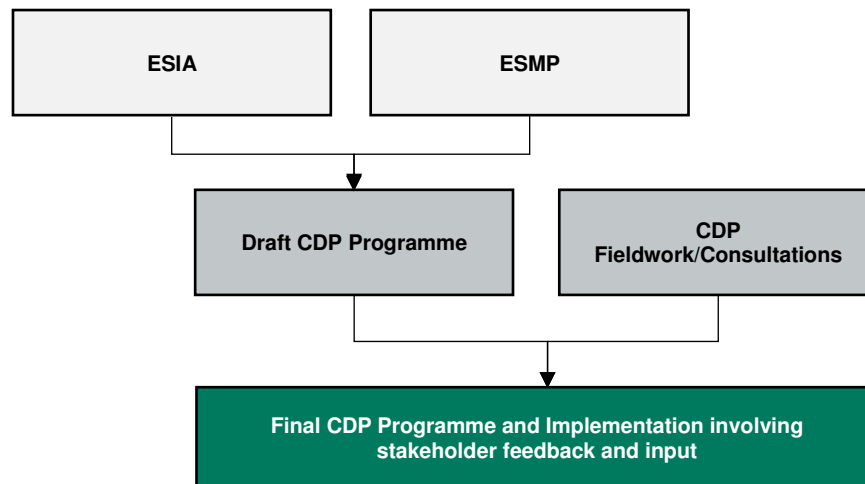 ESIA
ESMP
Draft CDP Programme
CDP
Fieldwork/Consultations
Final CDP Programme and Implementation involving
stakeholder feedback and input